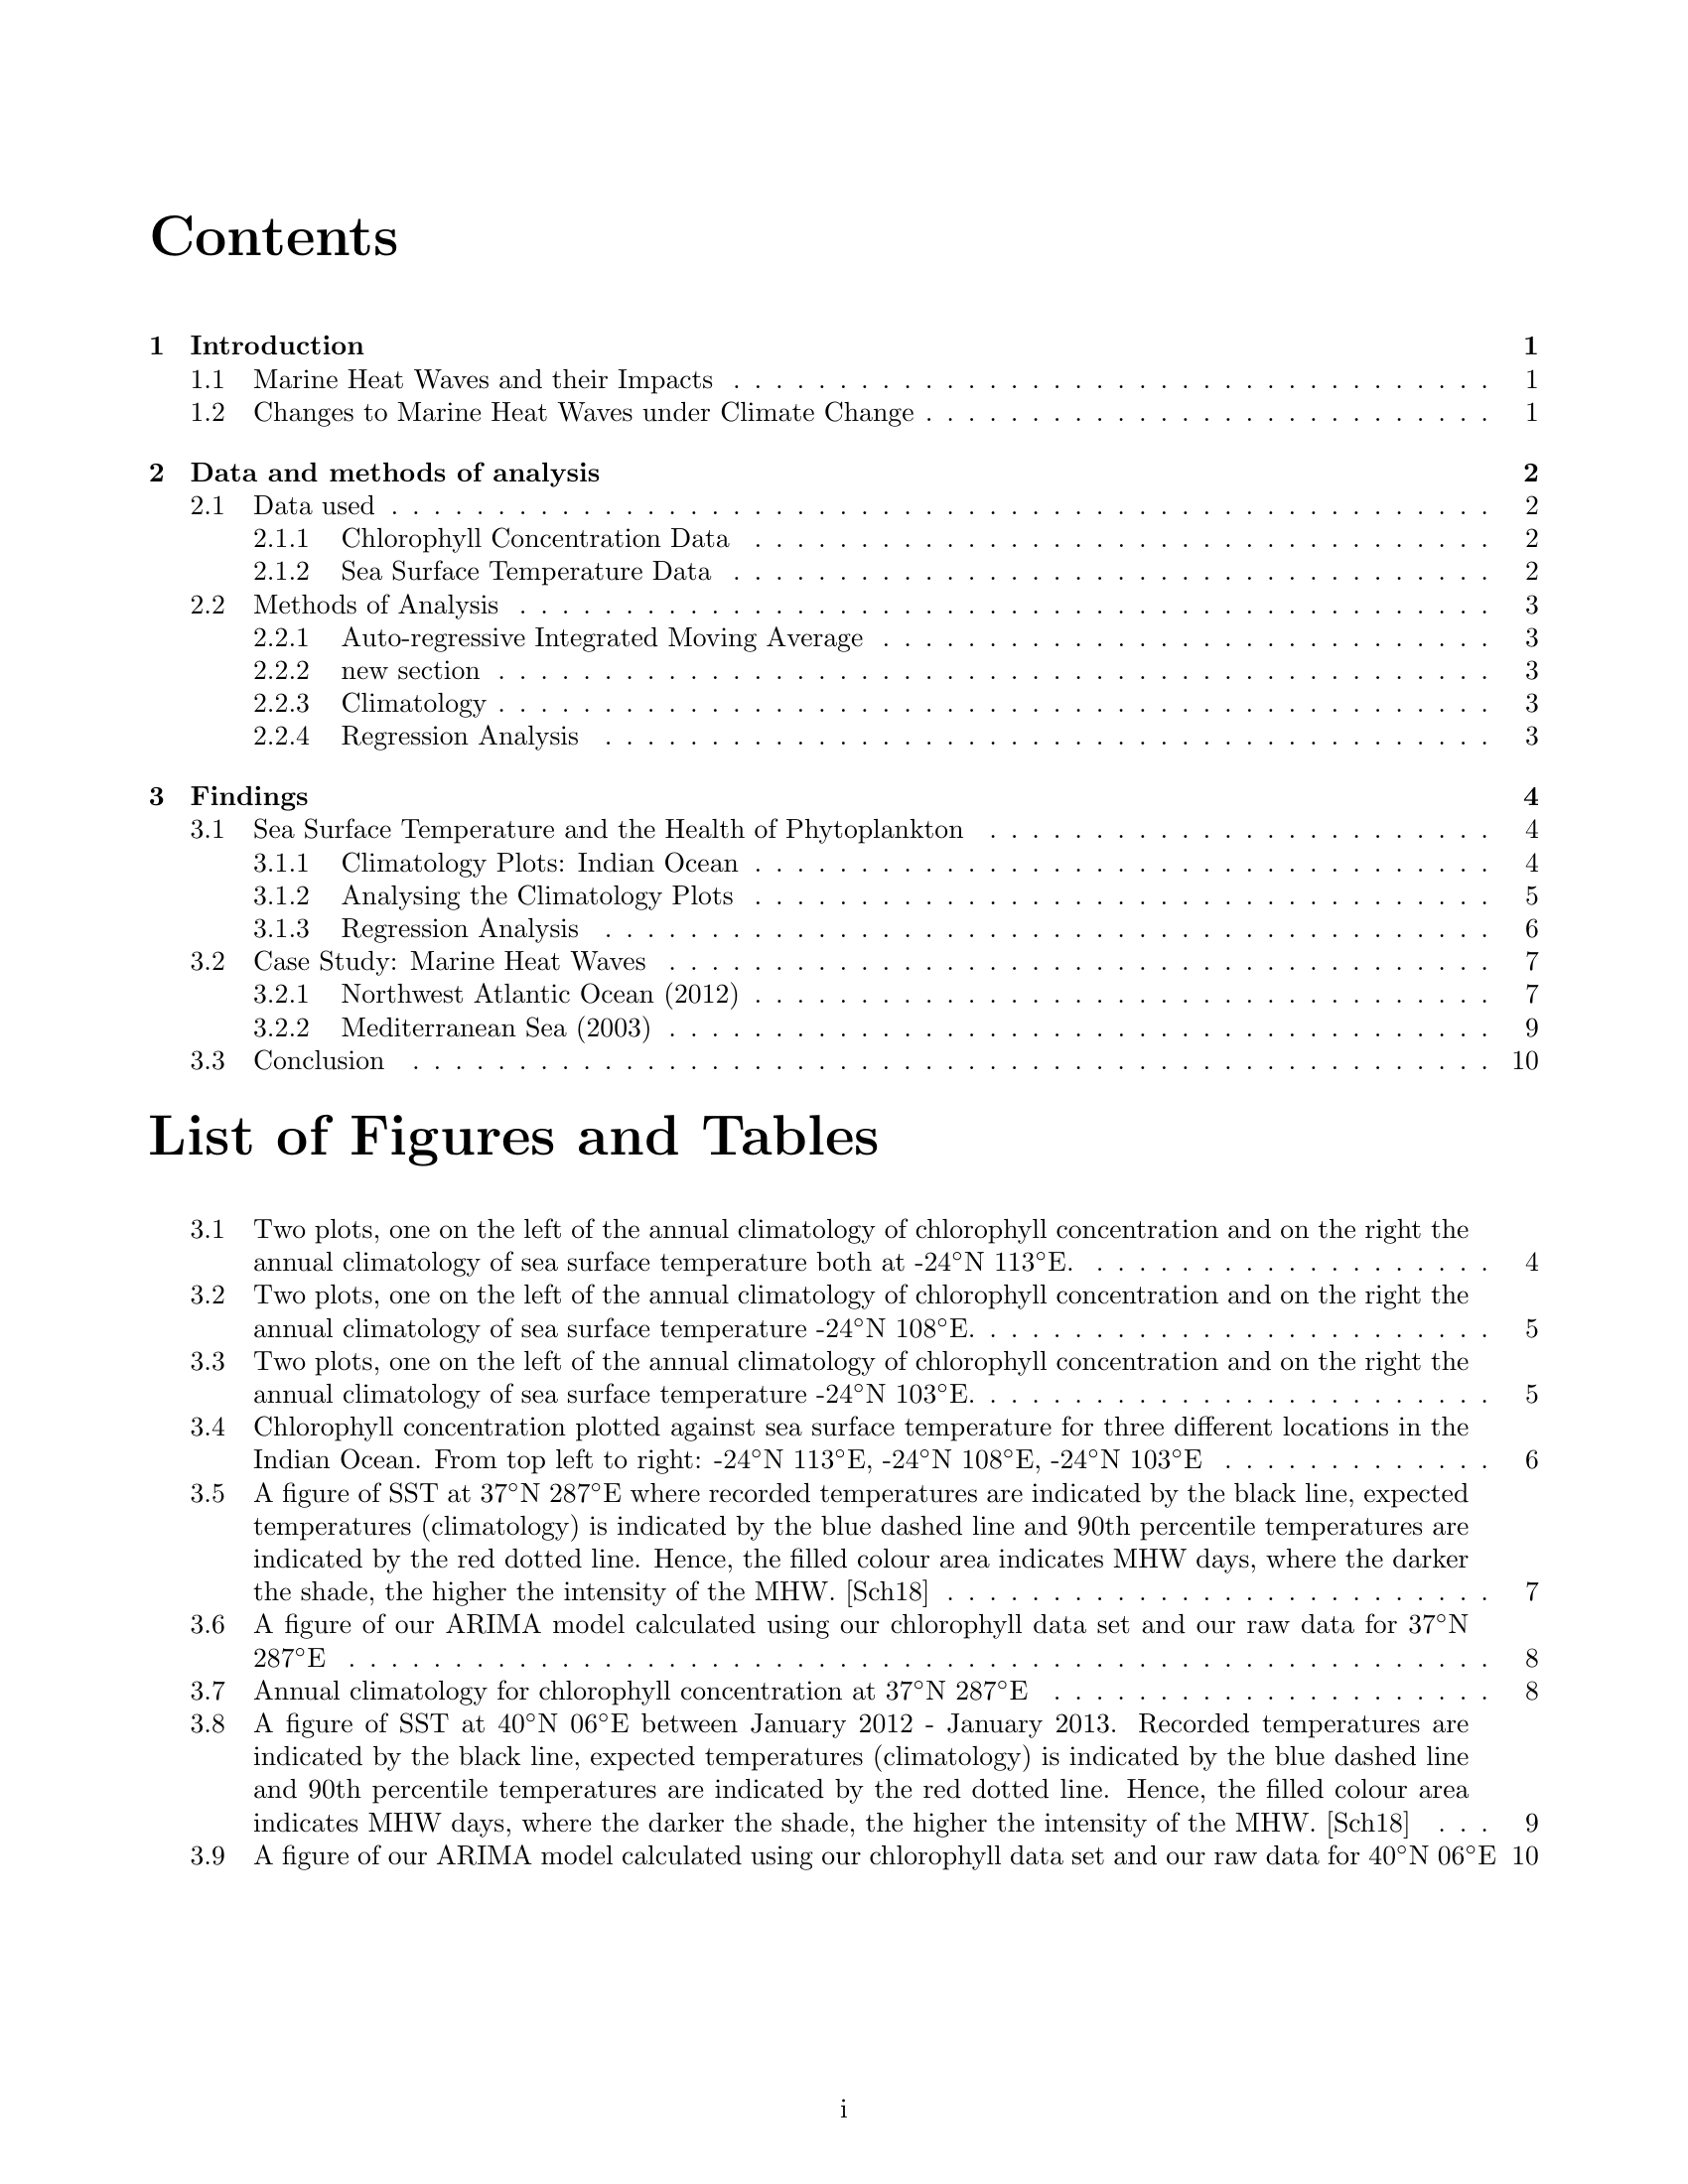 Contents
1 Introduction 1
1.1 Marine Heat Waves and their Impacts . . . . . . . . . . . . . . . . . . . . . . . . . . . . . . . . . . . . 1
1.2 Changes to Marine Heat Waves under Climate Change . . . . . . . . . . . . . . . . . . . . . . . . . . . 1
2 Data and methods of analysis 2
2.1 Data used . . . . . . . . . . . . . . . . . . . . . . . . . . . . . . . . . . . . . . . . . . . . . . . . . . . . 2
2.1.1 Chlorophyll Concentration Data . . . . . . . . . . . . . . . . . . . . . . . . . . . . . . . . . . . 2
2.1.2 Sea Surface Temperature Data . . . . . . . . . . . . . . . . . . . . . . . . . . . . . . . . . . . . 2
2.2 Methods of Analysis . . . . . . . . . . . . . . . . . . . . . . . . . . . . . . . . . . . . . . . . . . . . . . 3
2.2.1 Auto-regressive Integrated Moving Average . . . . . . . . . . . . . . . . . . . . . . . . . . . . . 3
2.2.2 new section . . . . . . . . . . . . . . . . . . . . . . . . . . . . . . . . . . . . . . . . . . . . . . . 3
2.2.3 Climatology . . . . . . . . . . . . . . . . . . . . . . . . . . . . . . . . . . . . . . . . . . . . . . . 3
2.2.4 Regression Analysis . . . . . . . . . . . . . . . . . . . . . . . . . . . . . . . . . . . . . . . . . . 3
3 Findings 4
3.1 Sea Surface Temperature and the Health of Phytoplankton . . . . . . . . . . . . . . . . . . . . . . . . 4
3.1.1 Climatology Plots: Indian Ocean . . . . . . . . . . . . . . . . . . . . . . . . . . . . . . . . . . . 4
3.1.2 Analysing the Climatology Plots . . . . . . . . . . . . . . . . . . . . . . . . . . . . . . . . . . . 5
3.1.3 Regression Analysis . . . . . . . . . . . . . . . . . . . . . . . . . . . . . . . . . . . . . . . . . . 6
3.2 Case Study: Marine Heat Waves . . . . . . . . . . . . . . . . . . . . . . . . . . . . . . . . . . . . . . . 7
3.2.1 Northwest Atlantic Ocean (2012) . . . . . . . . . . . . . . . . . . . . . . . . . . . . . . . . . . . 7
3.2.2 Mediterranean Sea (2003) . . . . . . . . . . . . . . . . . . . . . . . . . . . . . . . . . . . . . . . 9
3.3 Conclusion . . . . . . . . . . . . . . . . . . . . . . . . . . . . . . . . . . . . . . . . . . . . . . . . . . . 10
List of Figures and Tables
3.1 Two plots, one on the left of the annual climatology of chlorophyll concentration and on the right the
annual climatology of sea surface temperature both at -24°N 113°E. . . . . . . . . . . . . . . . . . . . 4
3.2 Two plots, one on the left of the annual climatology of chlorophyll concentration and on the right the
annual climatology of sea surface temperature -24°N 108°E. . . . . . . . . . . . . . . . . . . . . . . . . 5
3.3 Two plots, one on the left of the annual climatology of chlorophyll concentration and on the right the
annual climatology of sea surface temperature -24°N 103°E. . . . . . . . . . . . . . . . . . . . . . . . . 5
3.4 Chlorophyll concentration plotted against sea surface temperature for three different locations in the
Indian Ocean. From top left to right: -24°N 113°E, -24°N 108°E, -24°N 103°E . . . . . . . . . . . . . 6
3.5 A figure of SST at 37°N 287°E where recorded temperatures are indicated by the black line, expected
temperatures (climatology) is indicated by the blue dashed line and 90th percentile temperatures are
indicated by the red dotted line. Hence, the filled colour area indicates MHW days, where the darker
the shade, the higher the intensity of the MHW. [Sch18] . . . . . . . . . . . . . . . . . . . . . . . . . . 7
3.6 A figure of our ARIMA model calculated using our chlorophyll data set and our raw data for 37°N
287°E . . . . . . . . . . . . . . . . . . . . . . . . . . . . . . . . . . . . . . . . . . . . . . . . . . . . . . 8
3.7 Annual climatology for chlorophyll concentration at 37°N 287°E . . . . . . . . . . . . . . . . . . . . . 8
3.8 A figure of SST at 40°N 06°E between January 2012 - January 2013. Recorded temperatures are
indicated by the black line, expected temperatures (climatology) is indicated by the blue dashed line
and 90th percentile temperatures are indicated by the red dotted line. Hence, the filled colour area
indicates MHW days, where the darker the shade, the higher the intensity of the MHW. [Sch18] . . . 9
3.9 A figure of our ARIMA model calculated using our chlorophyll data set and our raw data for 40°N 06°E 10
i